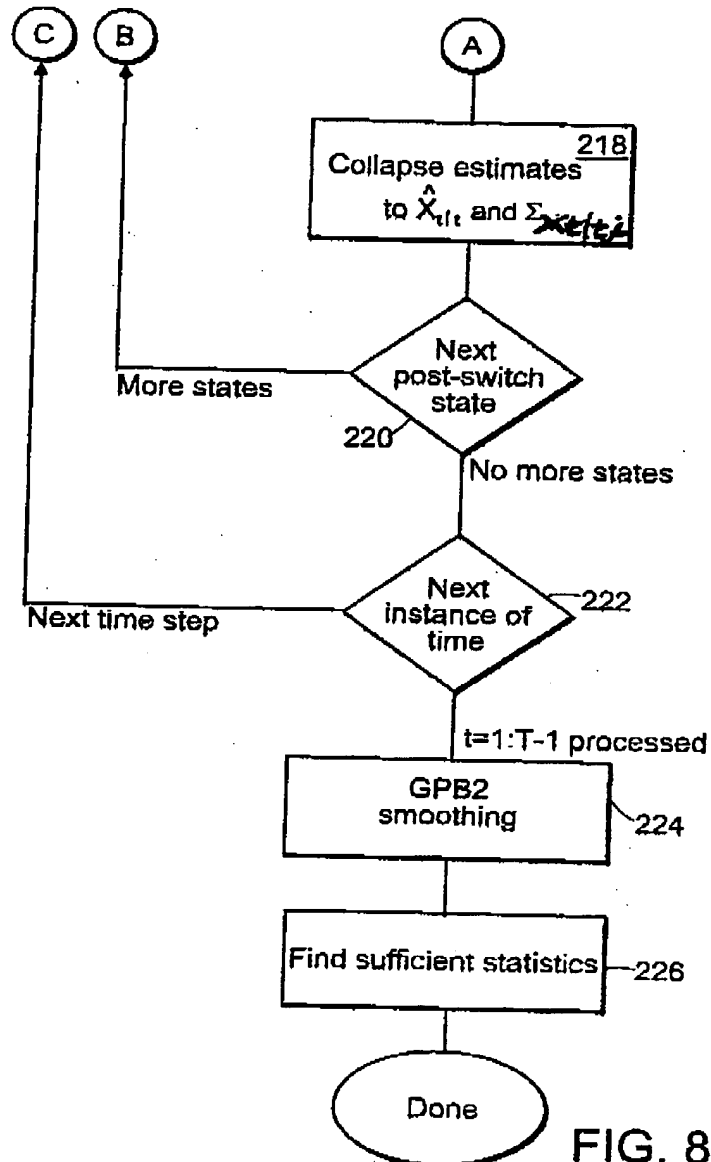 C B A
218
Collapse estimates
to X̂t|t and Σ xt|t,i
Next
post-switch
state
More states
220
No more states
Next
instance of
time
222
Next time step
t=1:T-1 processed
GPB2
smoothing
224
Find sufficient statistics
226
Done
FIG. 8